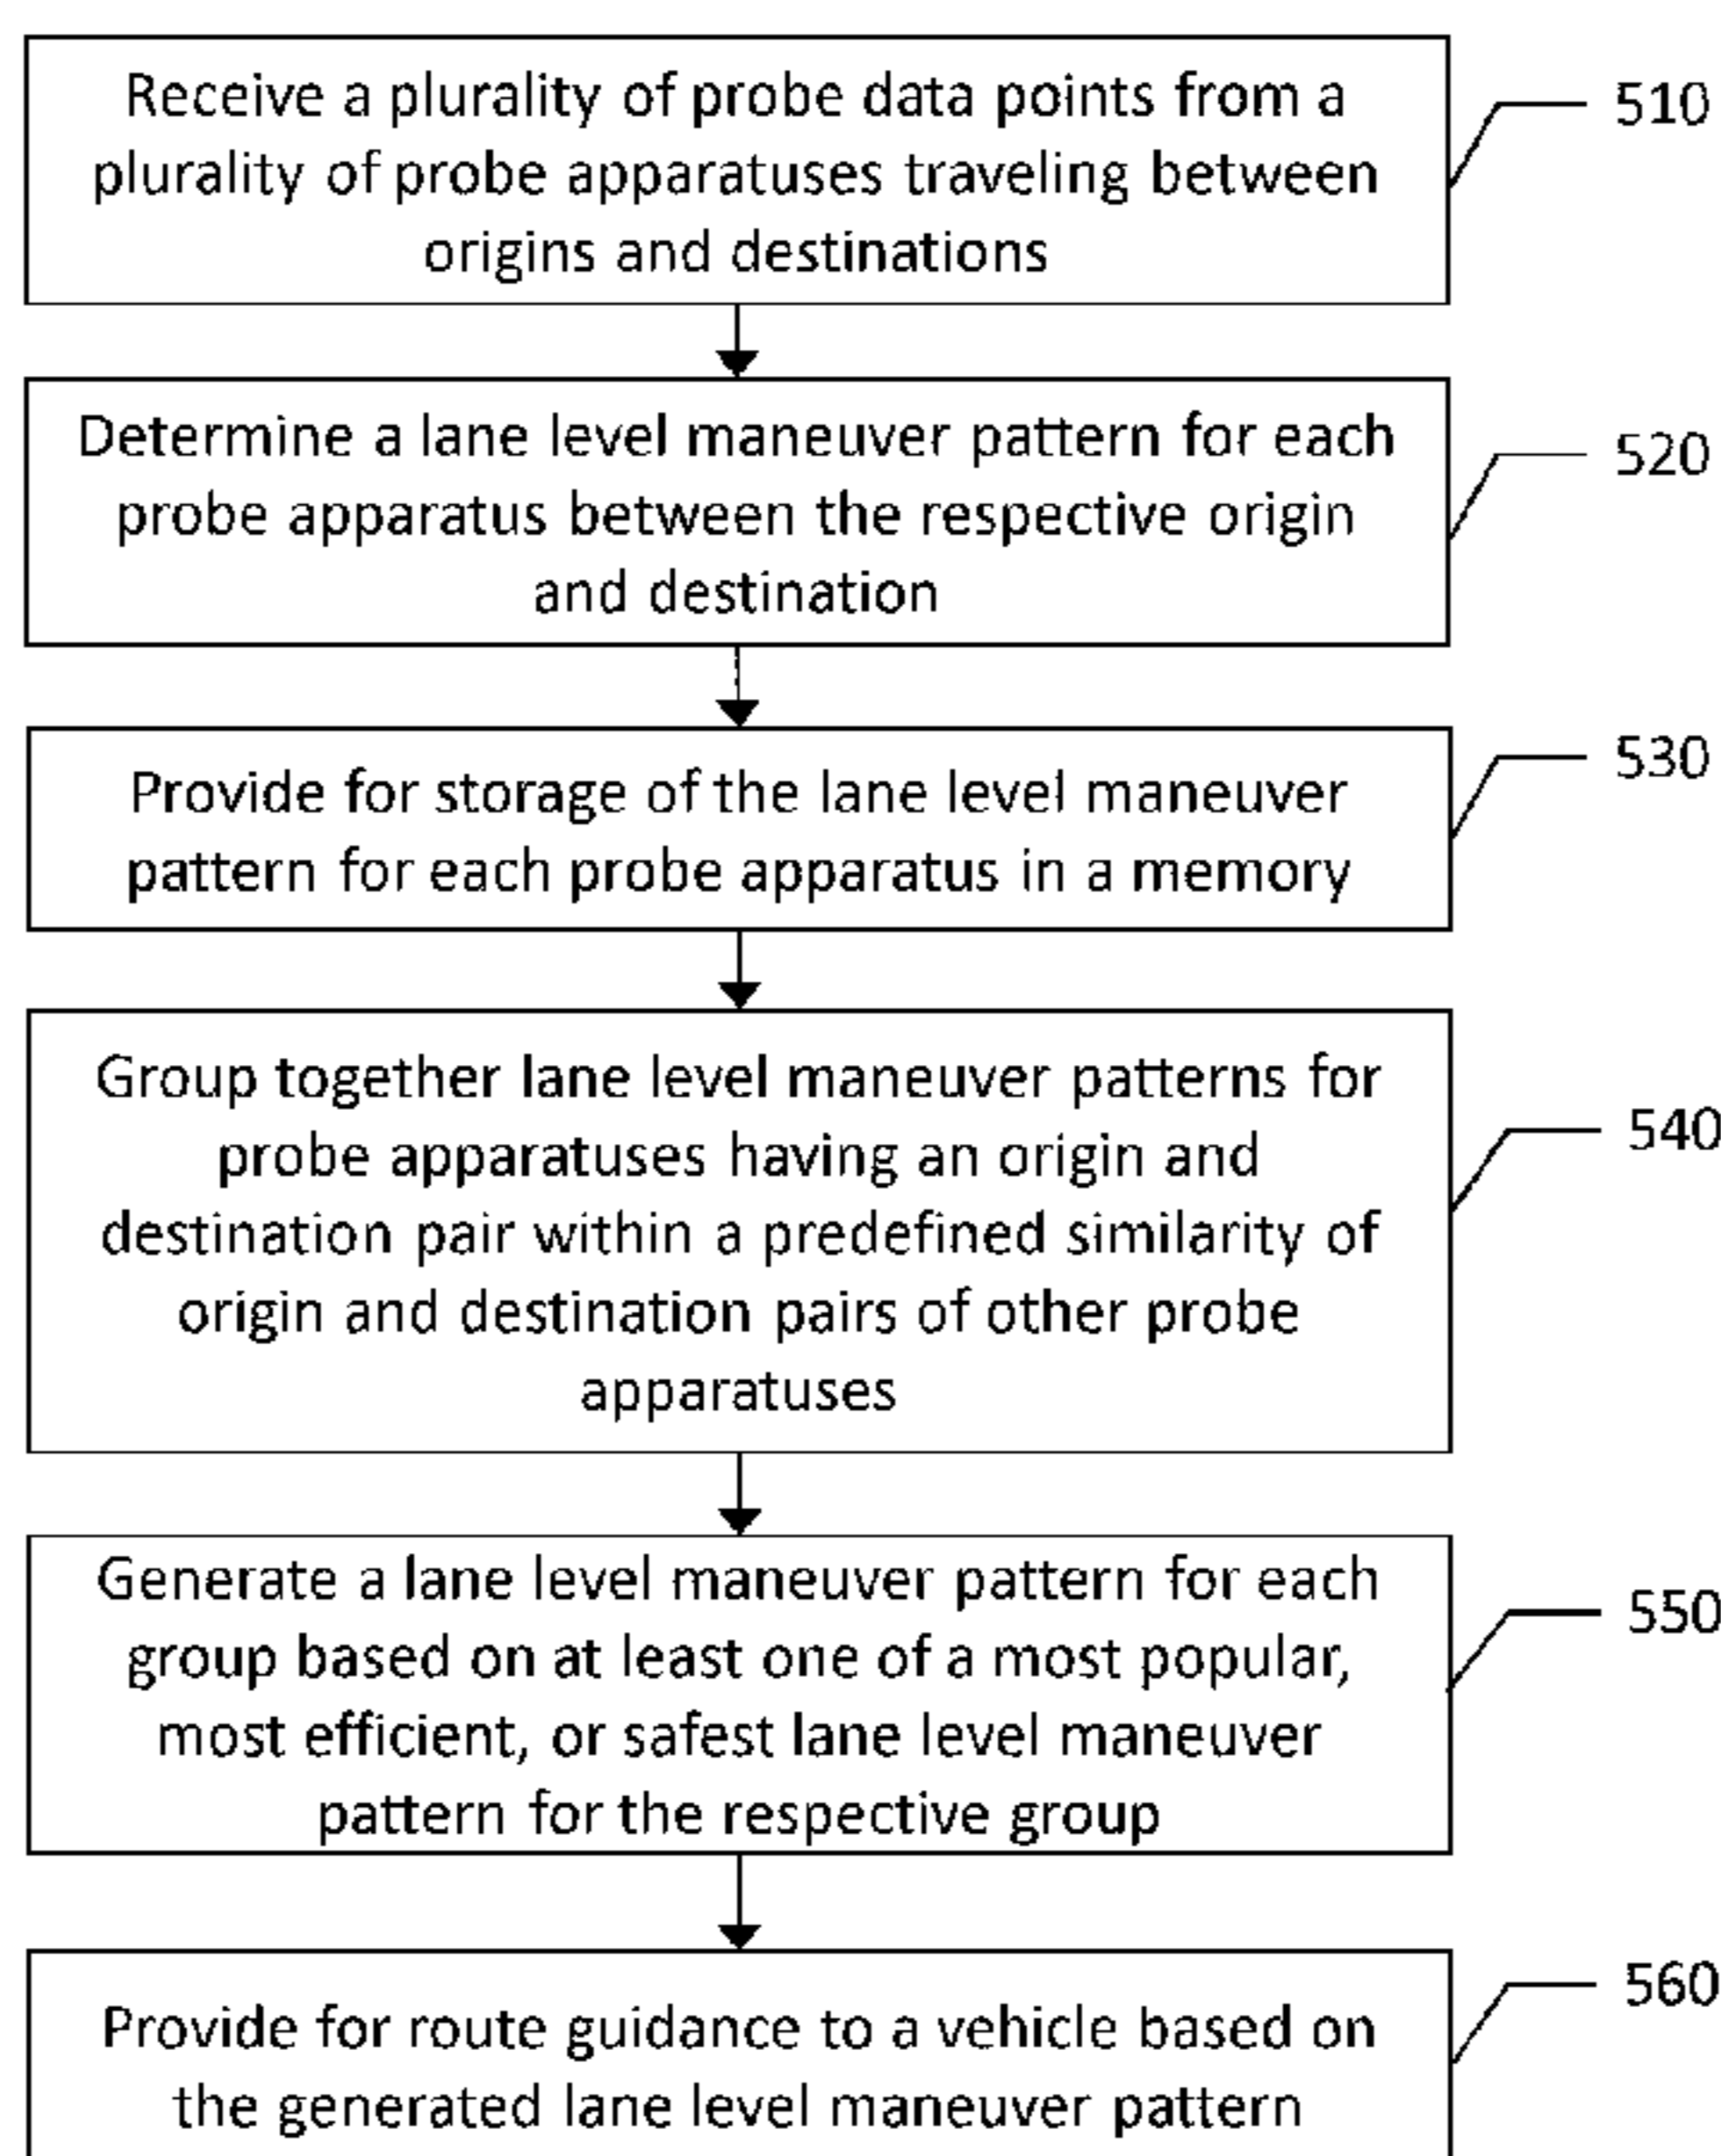 Receive a plurality of probe data points from a
plurality of probe apparatuses traveling between
origins and destinations
510
Determine a lane level maneuver pattern for each
probe apparatus between the respective origin
and destination
520
Provide for storage of the lane level maneuver
pattern for each probe apparatus in a memory
530
Group together lane level maneuver patterns for
probe apparatuses having an origin and
destination pair within a predefined similarity of
origin and destination pairs of other probe
apparatuses
540
Generate a lane level maneuver pattern for each
group based on at least one of a most popular,
most efficient, or safest lane level maneuver
pattern for the respective group
550
Provide for route guidance to a vehicle based on
the generated lane level maneuver pattern
560